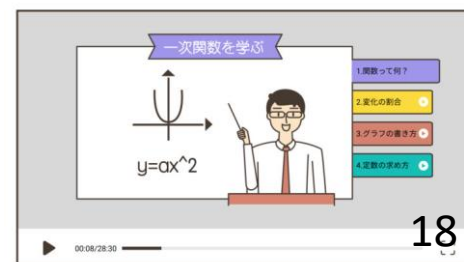 一次関数を学ぶ
y=ax^2
1.関数って何?
2.変化の割合
3.グラフの書き方
4.定数の求め方
00:08/28:30
18